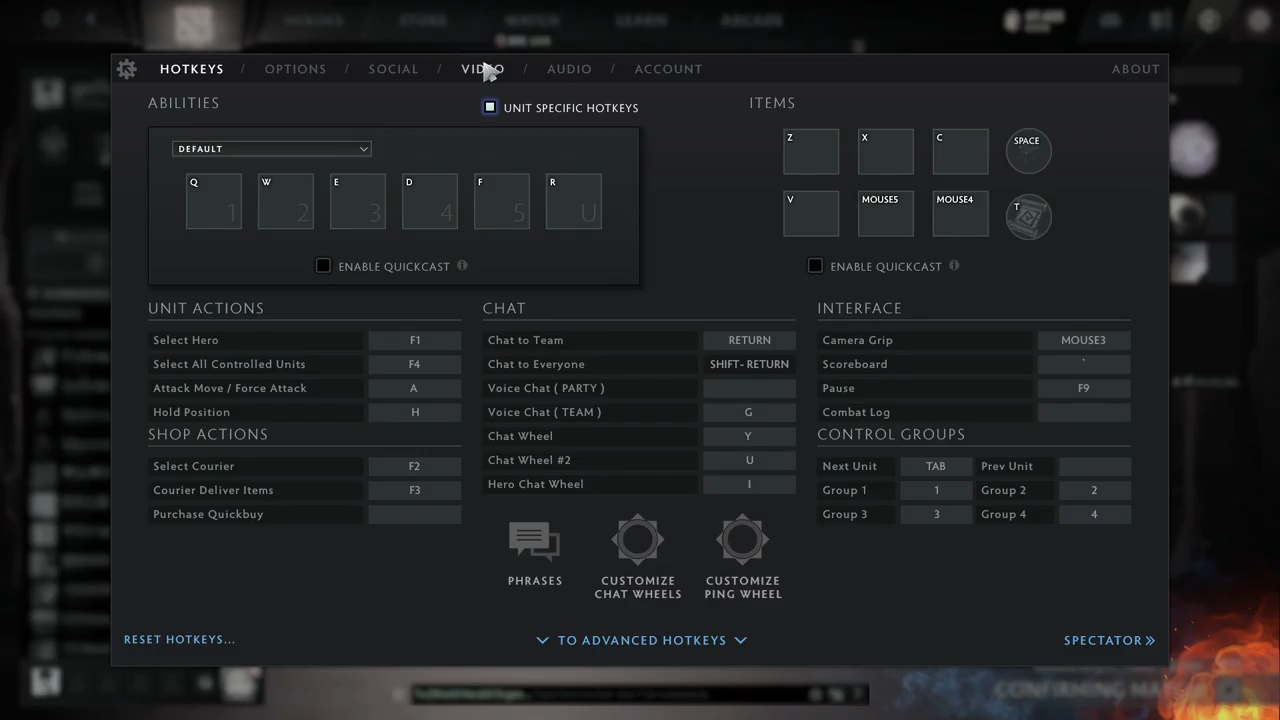 HEROES STORE WATCH LEARN ARCADE
HOTKEYS / OPTIONS / SOCIAL / VIDEO / AUDIO / ACCOUNT ABOUT
ABILITIES
UNIT SPECIFIC HOTKEYS
ITEMS
DEFAULT
Q W E D F R
1 2 3 4 5 U
Z X C SPACE
V MOUSE5 MOUSE4 T
ENABLE QUICKCAST
ENABLE QUICKCAST
UNIT ACTIONS
Select Hero F1
Select All Controlled Units F4
Attack Move / Force Attack A
Hold Position H
SHOP ACTIONS
Select Courier F2
Courier Deliver Items F3
Purchase Quickbuy
CHAT
Chat to Team RETURN
Chat to Everyone SHIFT- RETURN
Voice Chat ( PARTY )
Voice Chat ( TEAM ) G
Chat Wheel Y
Chat Wheel #2 U
Hero Chat Wheel I
PHRASES
CUSTOMIZE
CHAT WHEELS
CUSTOMIZE
PING WHEEL
INTERFACE
Camera Grip MOUSE3
Scoreboard `
Pause F9
Combat Log
CONTROL GROUPS
Next Unit TAB Prev Unit
Group 1 1 Group 2 2
Group 3 3 Group 4 4
RESET HOTKEYS...
TO ADVANCED HOTKEYS
SPECTATOR